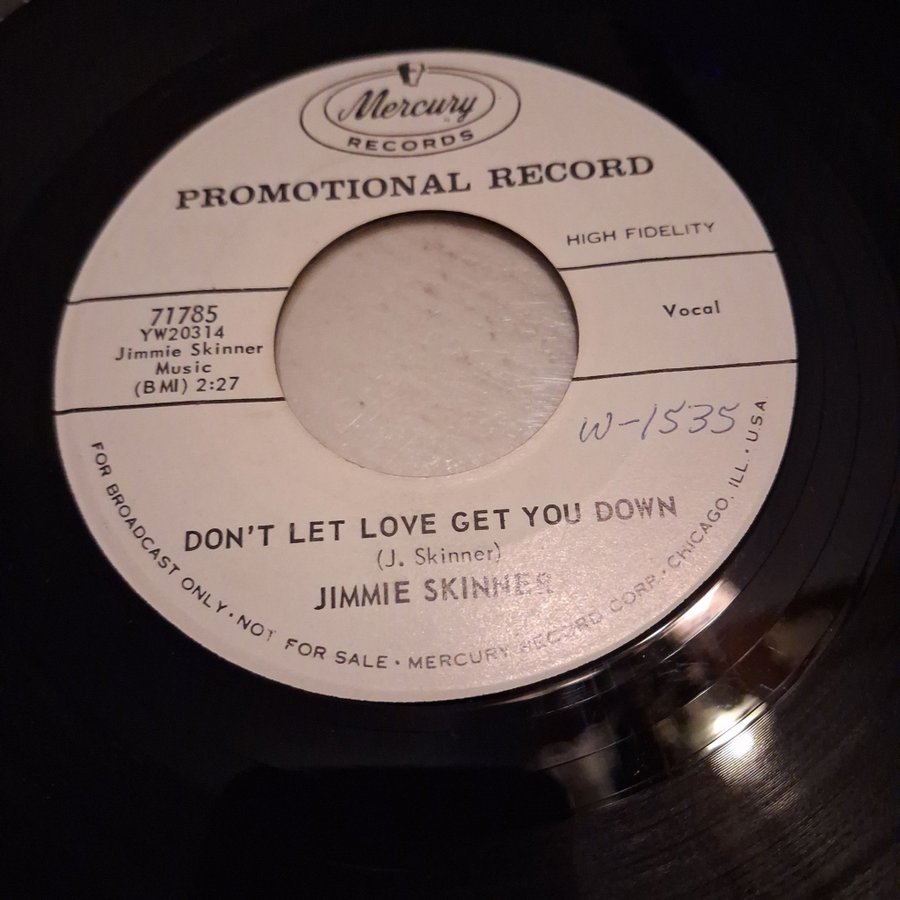 Mercury
RECORDS
PROMOTIONAL RECORD
HIGH FIDELITY
71785
YW20314
Jimmie Skinner
Music
(BMI) 2:27
Vocal
W-1535
DON'T LET LOVE GET YOU DOWN
(J. Skinner)
JIMMIE SKINNER
FOR BROADCAST ONLY • NOT FOR SALE • MERCURY RECORD CORP. • CHICAGO, ILL. • U.S.A.